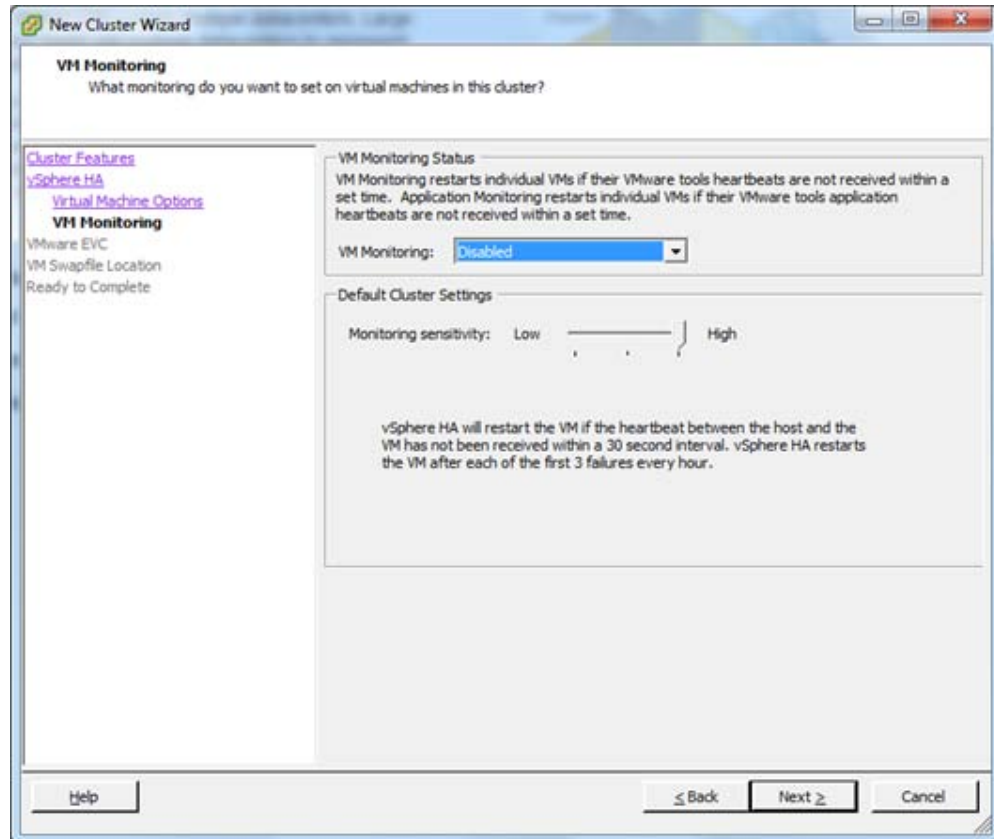 New Cluster Wizard
VM Monitoring
What monitoring do you want to set on virtual machines in this cluster?
Cluster Features
vSphere HA
Virtual Machine Options
VM Monitoring
VMware EVC
VM Swapfile Location
Ready to Complete
VM Monitoring Status
VM Monitoring restarts individual VMs if their VMware tools heartbeats are not received within a
set time. Application Monitoring restarts individual VMs if their VMware tools application
heartbeats are not received within a set time.
VM Monitoring: Disabled
Default Cluster Settings
Monitoring sensitivity: Low High
vSphere HA will restart the VM if the heartbeat between the host and the
VM has not been received within a 30 second interval. vSphere HA restarts
the VM after each of the first 3 failures every hour.
Help
≤ Back Next ≥ Cancel